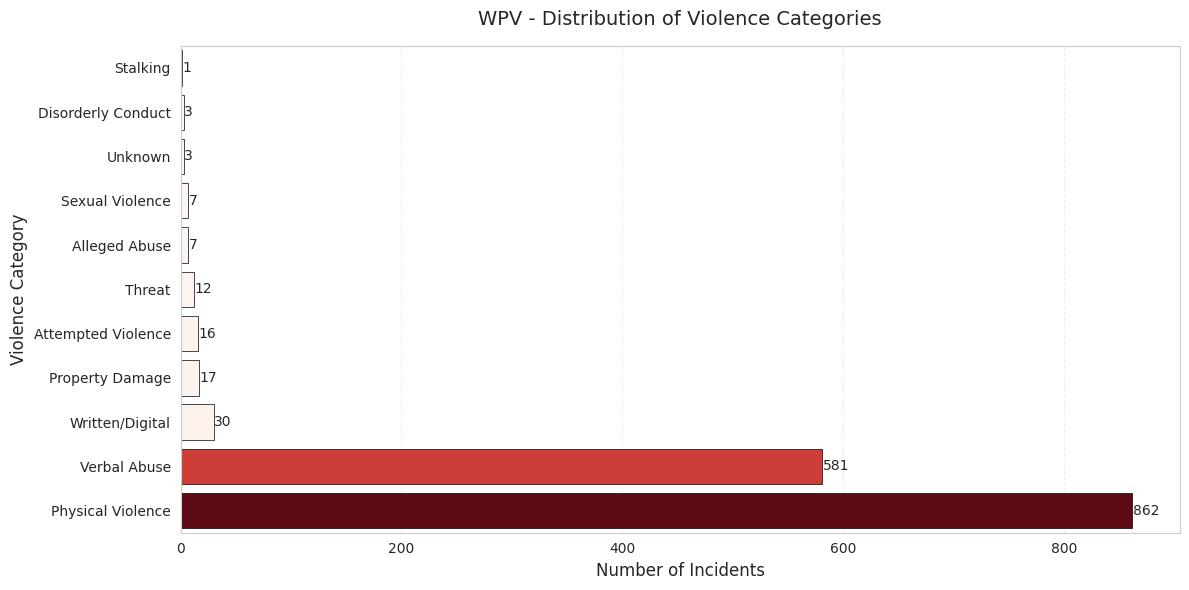 WPV - Distribution of Violence Categories
Violence Category
Stalking 1
Disorderly Conduct 3
Unknown 3
Sexual Violence 7
Alleged Abuse 7
Threat 12
Attempted Violence 16
Property Damage 17
Written/Digital 30
Verbal Abuse 581
Physical Violence 862
0 200 400 600 800
Number of Incidents